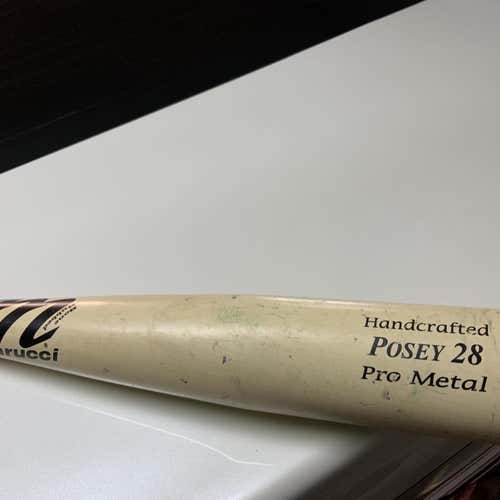 arucci
Handcrafted
POSEY 28
Pro Metal